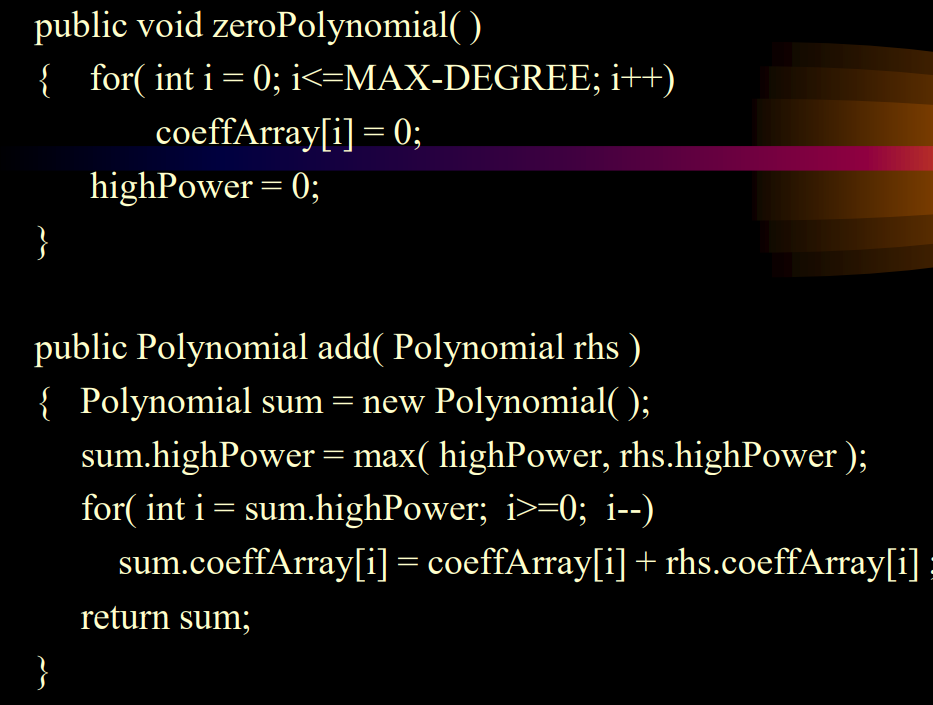 public void zeroPolynomial( )
{ for( int i = 0; i<=MAX-DEGREE; i++)
coeffArray[i] = 0;
highPower = 0;
}
public Polynomial add( Polynomial rhs )
{ Polynomial sum = new Polynomial( );
sum.highPower = max( highPower, rhs.highPower );
for( int i = sum.highPower; i>=0; i--)
sum.coeffArray[i] = coeffArray[i] + rhs.coeffArray[i] ;
return sum;
}